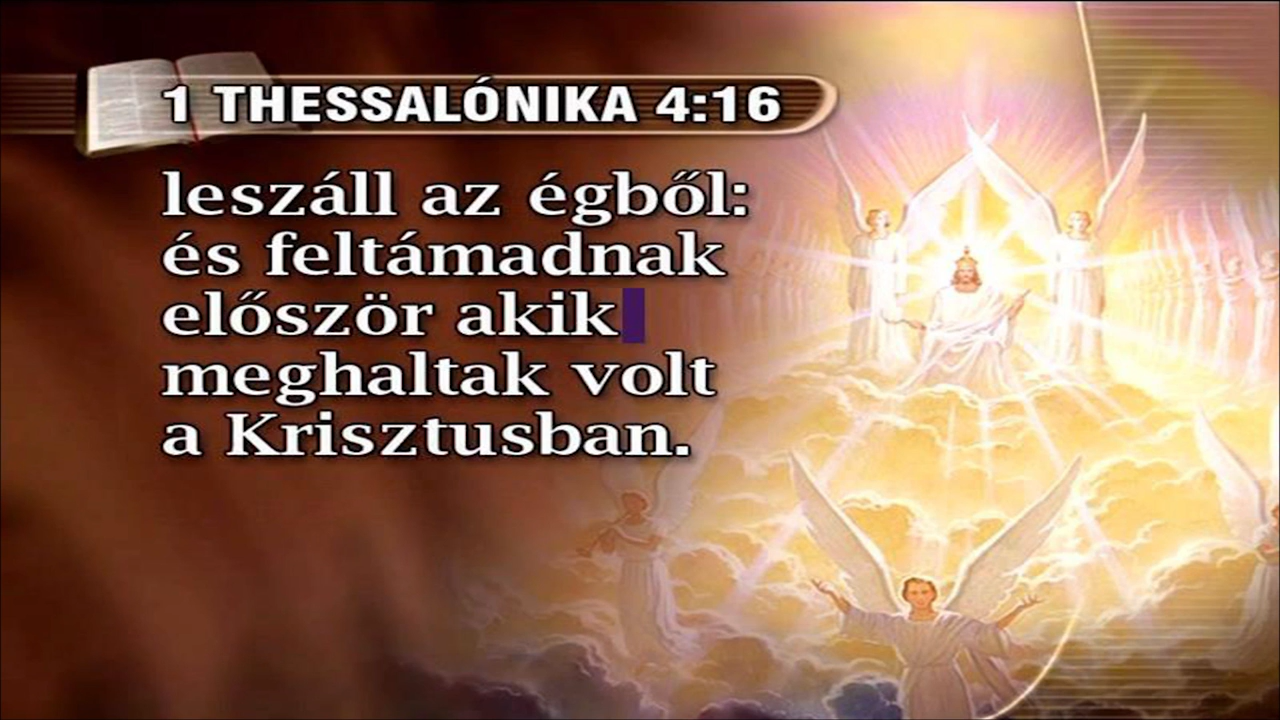 1 THESSALÓNIKA 4:16
leszáll az égből:
és feltámadnak
először akik
meghaltak volt
a Krisztusban.